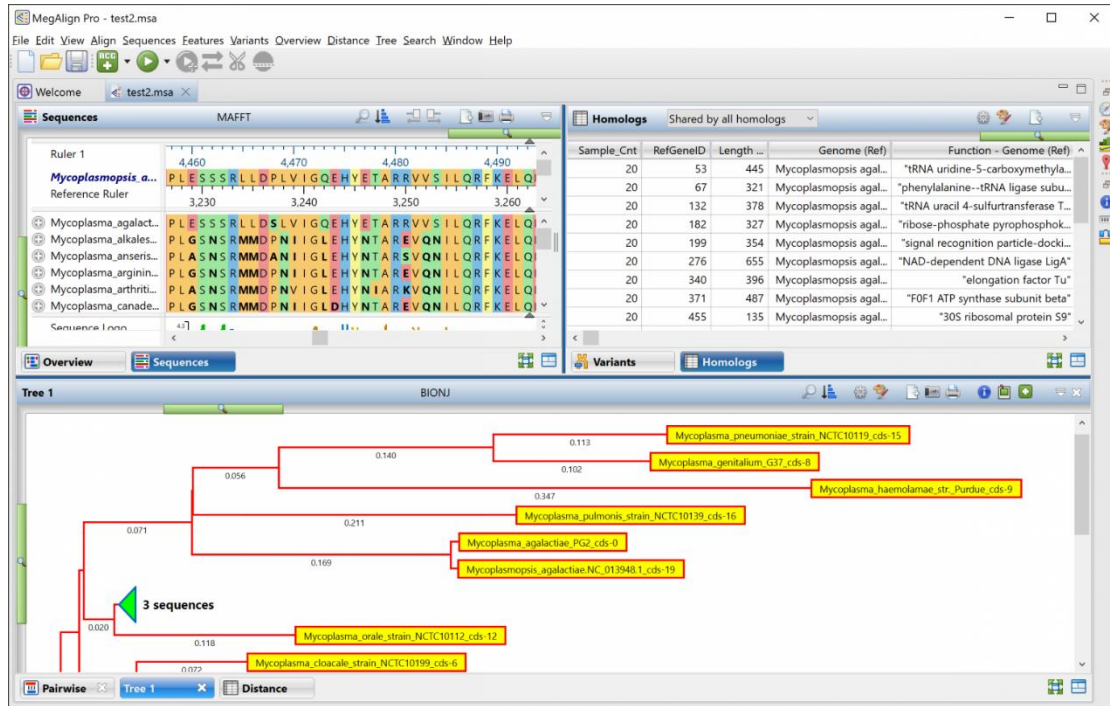 MegAlign Pro - test2.msa
File Edit View Align Sequences Features Variants Overview Distance Tree Search Window Help
Welcome test2.msa
Sequences MAFFT
Ruler 1
4,460 4,470 4,480 4,490
Mycoplasmopsis_a... PLESSSRLLDPLVIGQEHYETARRVVSILQRFKELQ
Reference Ruler
3,230 3,240 3,250 3,260
Mycoplasma_agalact... PLESSSRLLDSLVIGQEHYETARRVVSILQRFKELQ
Mycoplasma_alkales... PLGSNSRMMDPNIIGLEHYNTAREVQNILQRFKELQ
Mycoplasma_anseris... PLASNSRMMDANIIGLEHYNTARSVQNILQRFKELQ
Mycoplasma_arginin... PLGSNSRMMDPNIIGLEHYNTAREVQNILQRFKELQ
Mycoplasma_arthriti... PLASNSRMMDPNVIGLEHYNIARKVQNILQRFKELQ
Mycoplasma_canade... PLGSNSRMMDPNIIGLDHYNTAREVQNILQRFKELQ
Sequence Logo 4.3
Overview Sequences
Homologs Shared by all homologs
Sample_Cnt RefGeneID Length ... Genome (Ref) Function - Genome (Ref)
20 53 445 Mycoplasmopsis agal... "tRNA uridine-5-carboxymethyla...
20 67 321 Mycoplasmopsis agal... "phenylalanine--tRNA ligase subu...
20 132 378 Mycoplasmopsis agal... "tRNA uracil 4-sulfurtransferase T...
20 182 327 Mycoplasmopsis agal... "ribose-phosphate pyrophosphok...
20 199 354 Mycoplasmopsis agal... "signal recognition particle-docki...
20 276 655 Mycoplasmopsis agal... "NAD-dependent DNA ligase LigA"
20 340 396 Mycoplasmopsis agal... "elongation factor Tu"
20 371 487 Mycoplasmopsis agal... "F0F1 ATP synthase subunit beta"
20 455 135 Mycoplasmopsis agal... "30S ribosomal protein S9"
Variants Homologs
Tree 1 BIONJ
Mycoplasma_pneumoniae_strain_NCTC10119_cds-15
0.113
0.140
Mycoplasma_genitalium_G37_cds-8
0.102
0.056
Mycoplasma_haemolamae_str._Purdue_cds-9
0.347
Mycoplasma_pulmonis_strain_NCTC10139_cds-16
0.211
0.071
Mycoplasma_agalactiae_PG2_cds-0
0.169
Mycoplasmopsis_agalactiae.NC_013948.1_cds-19
3 sequences
0.020
Mycoplasma_orale_strain_NCTC10112_cds-12
0.118
Mycoplasma_cloacale_strain_NCTC10199_cds-6
0.072
Pairwise Tree 1 Distance